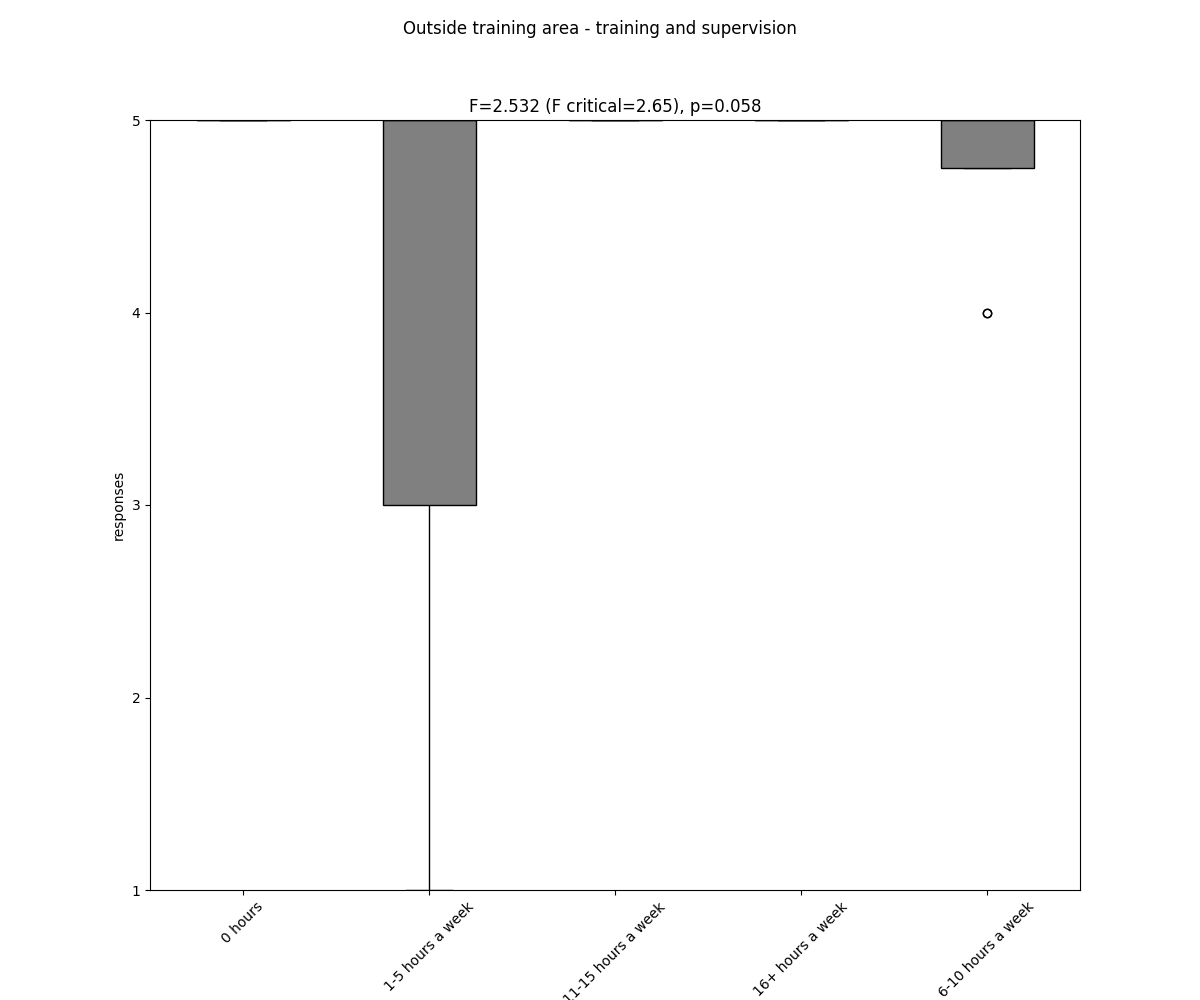 Outside training area - training and supervision
F=2.532 (F critical=2.65), p=0.058
5
4
3
2
1
responses
0 hours
1-5 hours a week
11-15 hours a week
16+ hours a week
6-10 hours a week